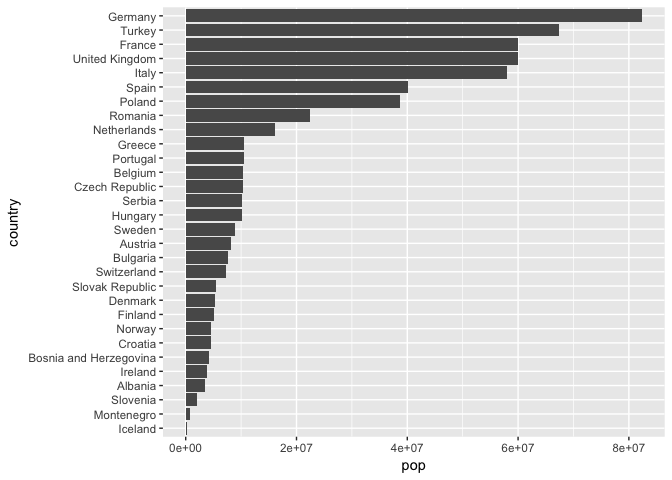 Germany
Turkey
France
United Kingdom
Italy
Spain
Poland
Romania
Netherlands
Greece
Portugal
Belgium
Czech Republic
Serbia
Hungary
Sweden
Austria
Bulgaria
Switzerland
Slovak Republic
Denmark
Finland
Norway
Croatia
Bosnia and Herzegovina
Ireland
Albania
Slovenia
Montenegro
Iceland
country
0e+00 2e+07 4e+07 6e+07 8e+07
pop